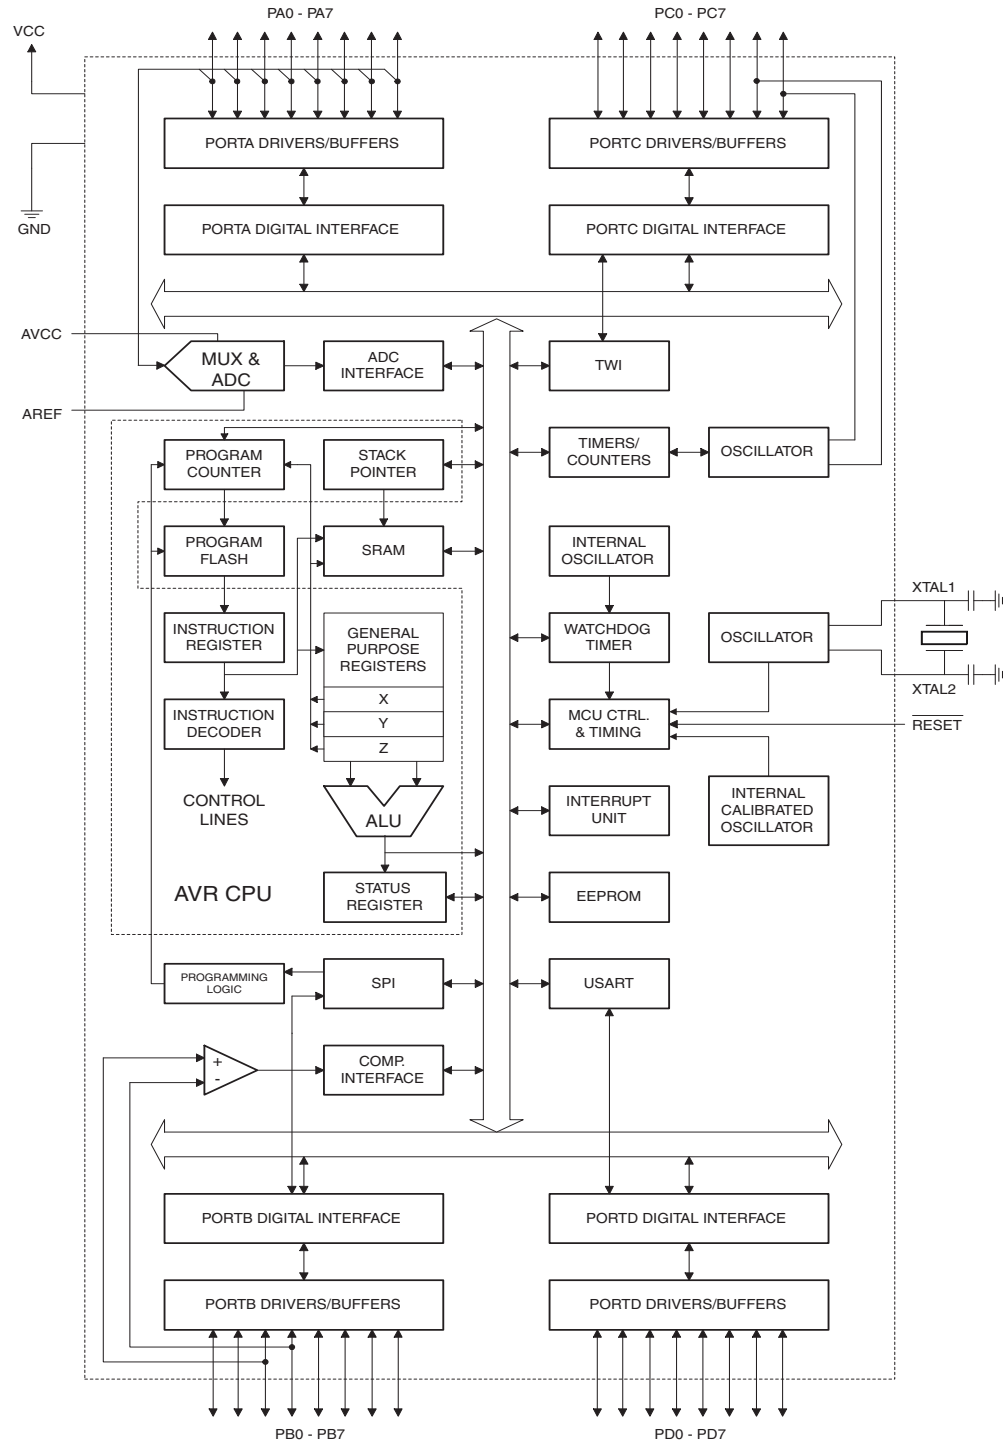 PA0 - PA7
PC0 - PC7
VCC
PORTA DRIVERS/BUFFERS
PORTC DRIVERS/BUFFERS
GND
PORTA DIGITAL INTERFACE
PORTC DIGITAL INTERFACE
AVCC
MUX &
ADC
ADC
INTERFACE
TWI
AREF
PROGRAM
COUNTER
STACK
POINTER
TIMERS/
COUNTERS
OSCILLATOR
PROGRAM
FLASH
SRAM
INTERNAL
OSCILLATOR
XTAL1
INSTRUCTION
REGISTER
GENERAL
PURPOSE
REGISTERS
WATCHDOG
TIMER
OSCILLATOR
X
XTAL2
INSTRUCTION
DECODER
Y
MCU CTRL.
& TIMING
RESET
Z
CONTROL
LINES
ALU
INTERRUPT
UNIT
INTERNAL
CALIBRATED
OSCILLATOR
AVR CPU
STATUS
REGISTER
EEPROM
PROGRAMMING
LOGIC
SPI
USART
+
-
COMP.
INTERFACE
PORTB DIGITAL INTERFACE
PORTD DIGITAL INTERFACE
PORTB DRIVERS/BUFFERS
PORTD DRIVERS/BUFFERS
PB0 - PB7
PD0 - PD7